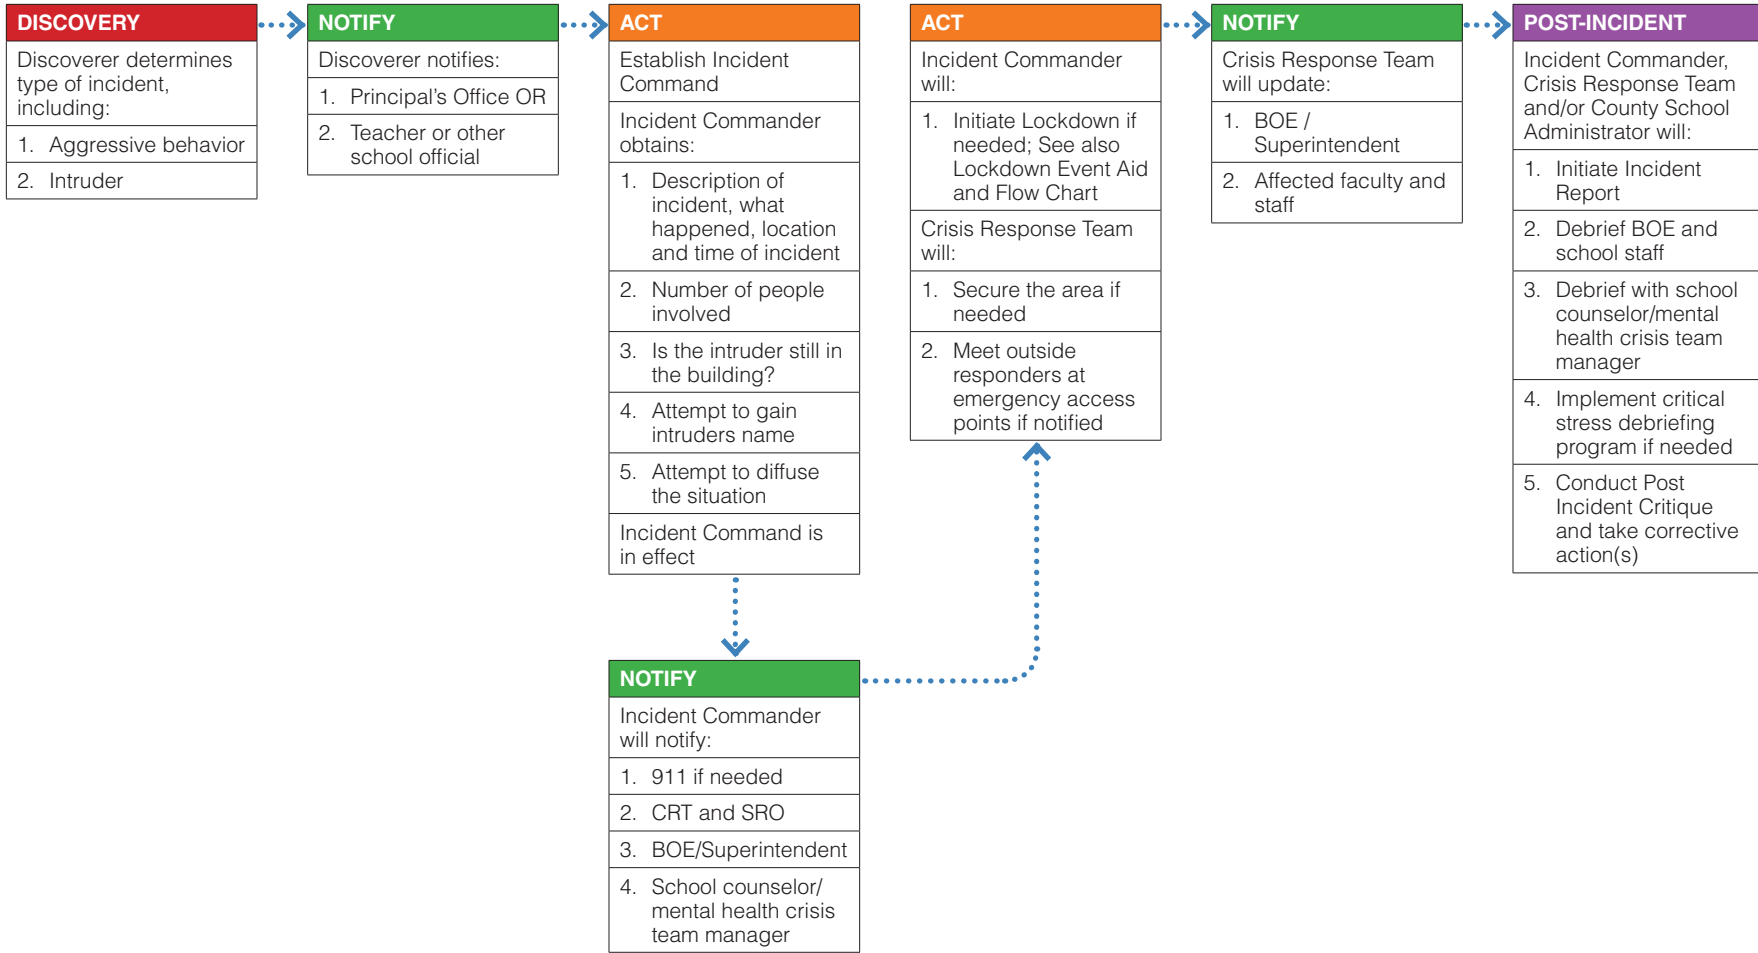 DISCOVERY
Discoverer determines
type of incident,
including:
1. Aggressive behavior
2. Intruder
NOTIFY
Discoverer notifies:
1. Principal's Office OR
2. Teacher or other
school official
ACT
Establish Incident
Command
Incident Commander
obtains:
1. Description of
incident, what
happened, location
and time of incident
2. Number of people
involved
3. Is the intruder still in
the building?
4. Attempt to gain
intruders name
5. Attempt to diffuse
the situation
Incident Command is
in effect
NOTIFY
Incident Commander
will notify:
1. 911 if needed
2. CRT and SRO
3. BOE/Superintendent
4. School counselor/
mental health crisis
team manager
ACT
Incident Commander
will:
1. Initiate Lockdown if
needed; See also
Lockdown Event Aid
and Flow Chart
Crisis Response Team
will:
1. Secure the area if
needed
2. Meet outside
responders at
emergency access
points if notified
NOTIFY
Crisis Response Team
will update:
1. BOE /
Superintendent
2. Affected faculty and
staff
POST-INCIDENT
Incident Commander,
Crisis Response Team
and/or County School
Administrator will:
1. Initiate Incident
Report
2. Debrief BOE and
school staff
3. Debrief with school
counselor/mental
health crisis team
manager
4. Implement critical
stress debriefing
program if needed
5. Conduct Post
Incident Critique
and take corrective
action(s)